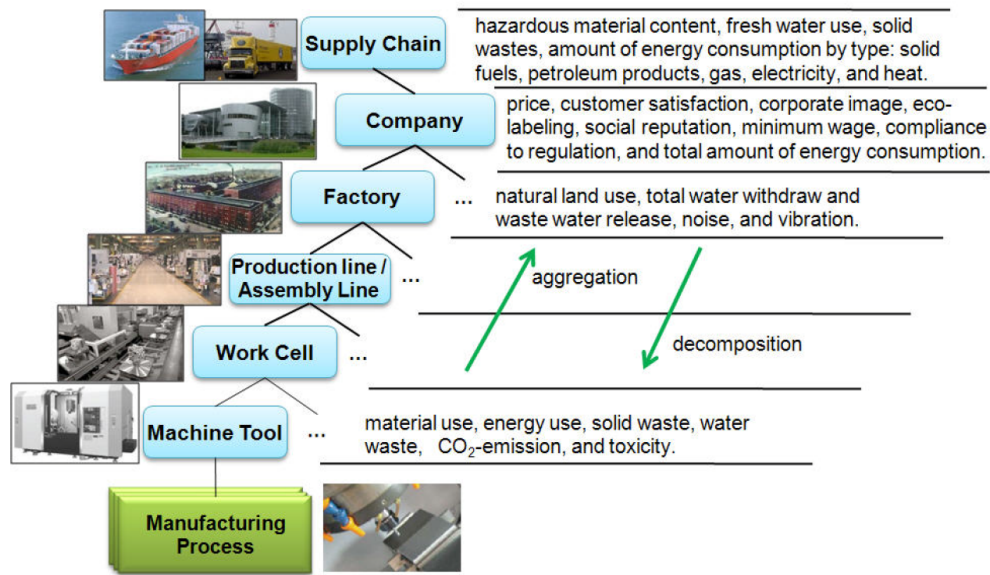 Supply Chain
hazardous material content, fresh water use, solid
wastes, amount of energy consumption by type: solid
fuels, petroleum products, gas, electricity, and heat.
Company
price, customer satisfaction, corporate image, eco-
labeling, social reputation, minimum wage, compliance
to regulation, and total amount of energy consumption.
Factory
...
natural land use, total water withdraw and
waste water release, noise, and vibration.
Production line /
Assembly Line
...
aggregation
decomposition
Work Cell
...
Machine Tool
...
material use, energy use, solid waste, water
waste, CO₂-emission, and toxicity.
Manufacturing
Process